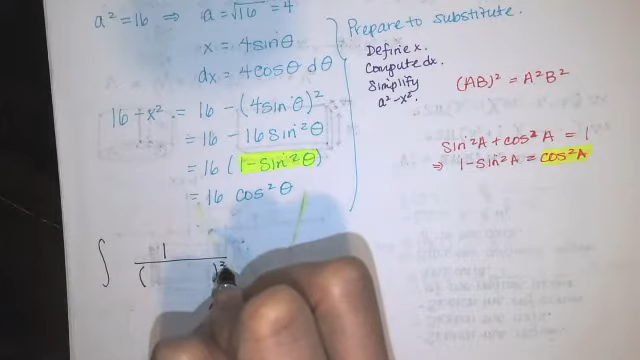 a² = 16 ⇒ a = √16 = 4
x = 4sinθ
dx = 4cosθ dθ
16 - x² = 16 - (4sinθ)²
= 16 - 16sin²θ
= 16 (1-sin²θ)
= 16 cos²θ
∫ 1/( )²
Prepare to substitute.
Define x.
Compute dx.
Simplify
a² - x².
(AB)² = A²B²
sin²A + cos²A = 1
⇒ 1 - sin²A = cos²A